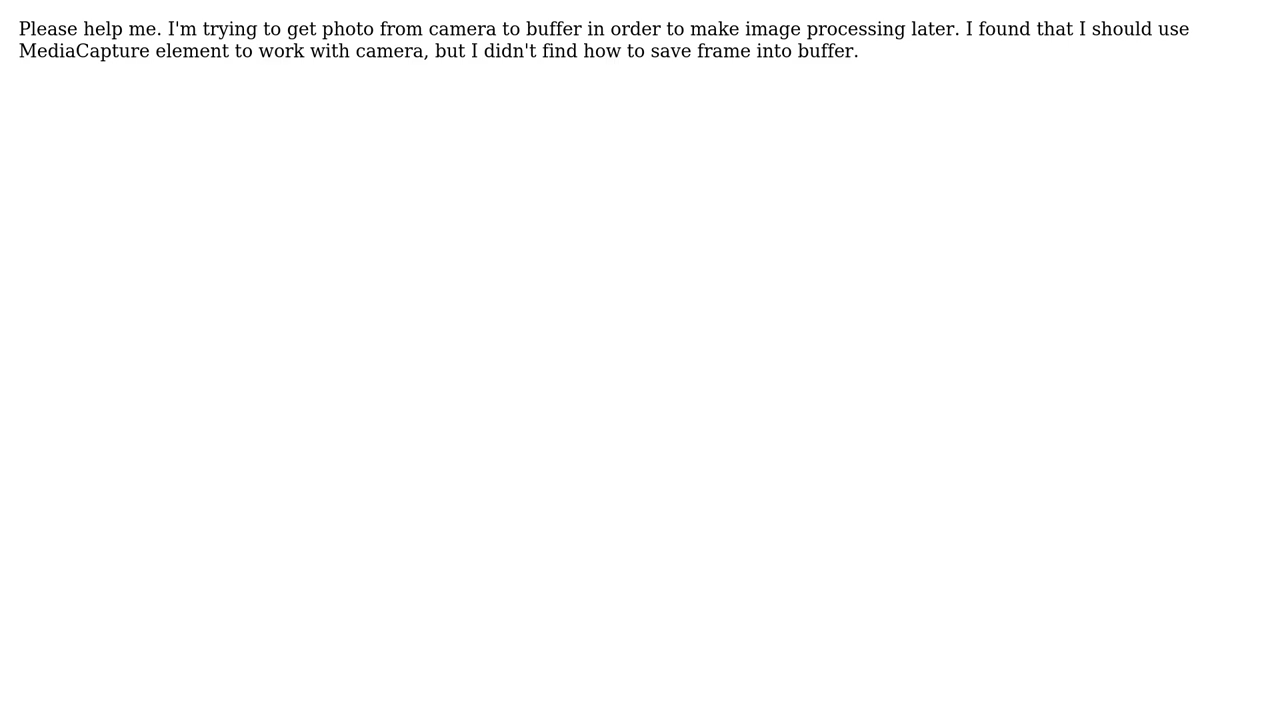 Please help me. I'm trying to get photo from camera to buffer in order to make image processing later. I found that I should use
MediaCapture element to work with camera, but I didn't find how to save frame into buffer.